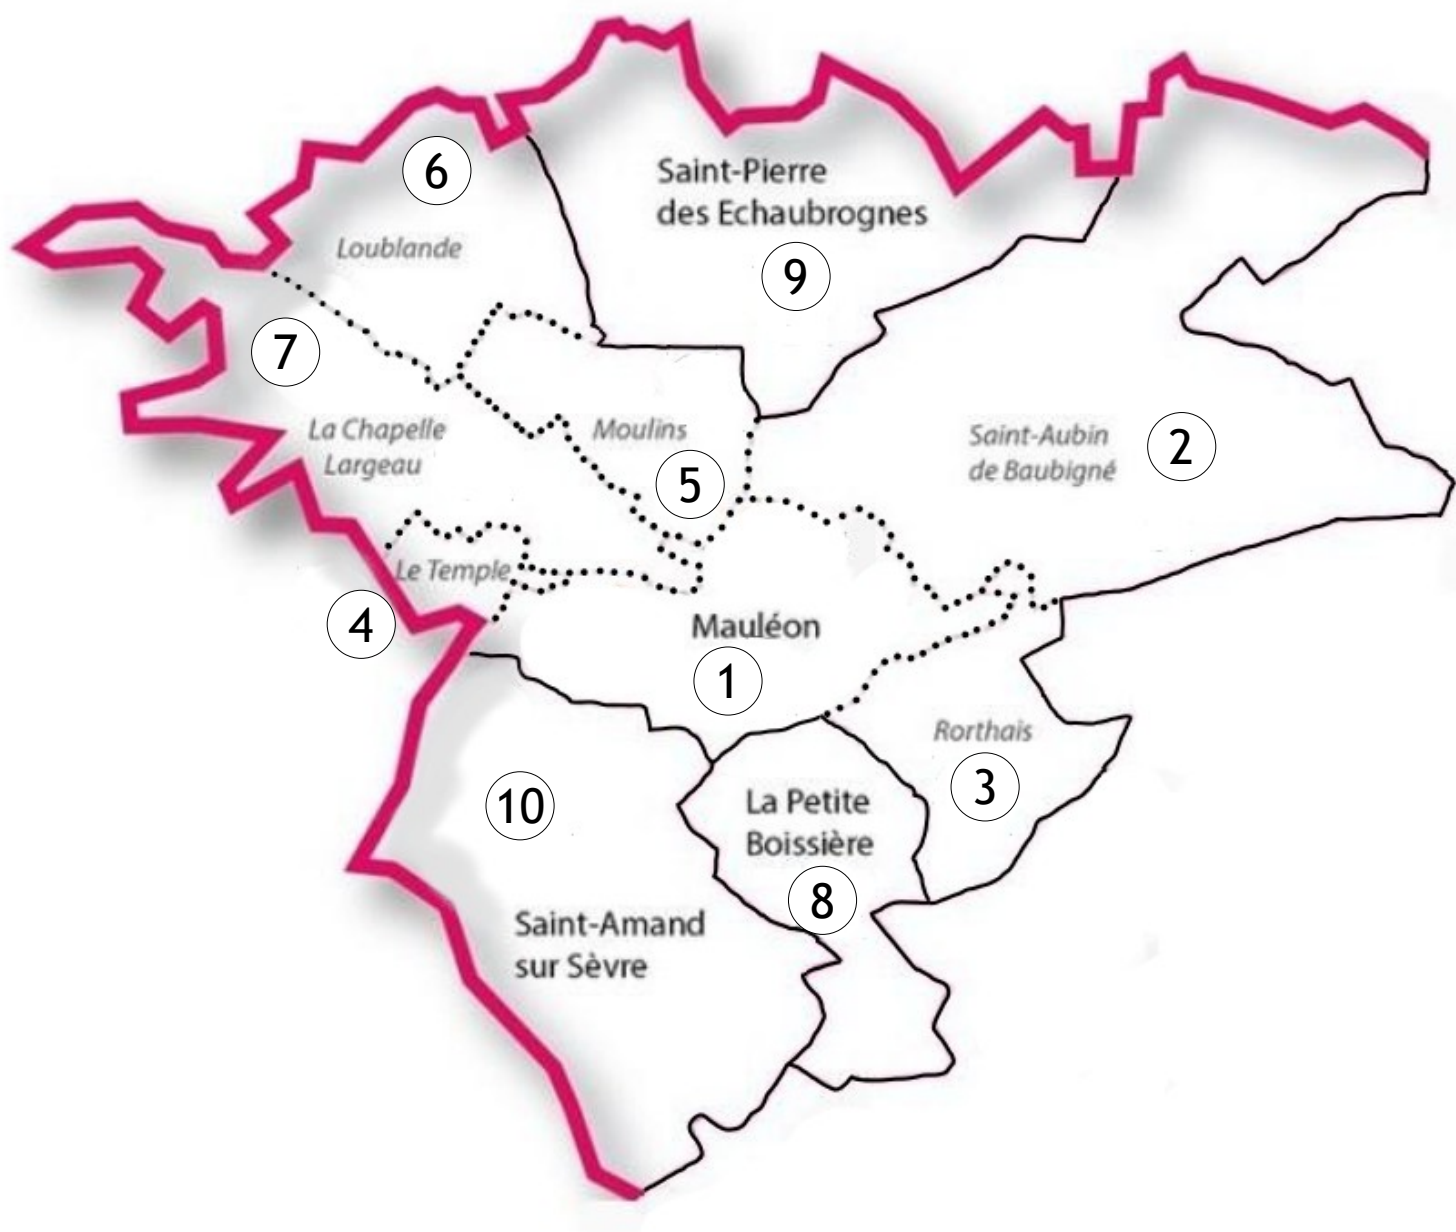 6
Saint-Pierre
des Echaubrognes
9
Loublande
7
La Chapelle
Largeau
Moulins
5
Saint-Aubin
de Baubigné
2
Le Temple
4
Mauléon
1
Rorthais
3
10
La Petite
Boissière
8
Saint-Amand
sur Sèvre